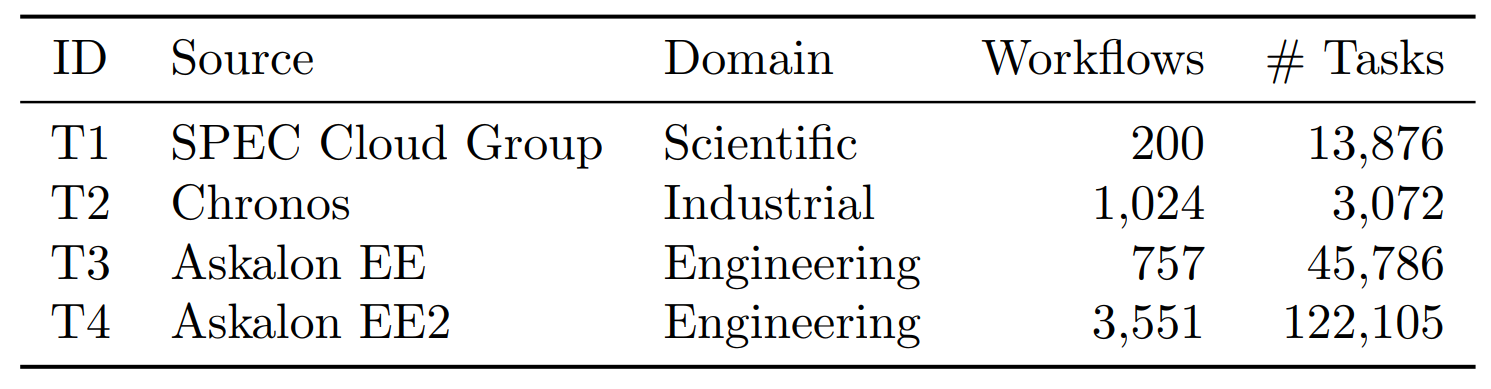 ID Source Domain Workflows # Tasks
T1 SPEC Cloud Group Scientific 200 13,876
T2 Chronos Industrial 1,024 3,072
T3 Askalon EE Engineering 757 45,786
T4 Askalon EE2 Engineering 3,551 122,105